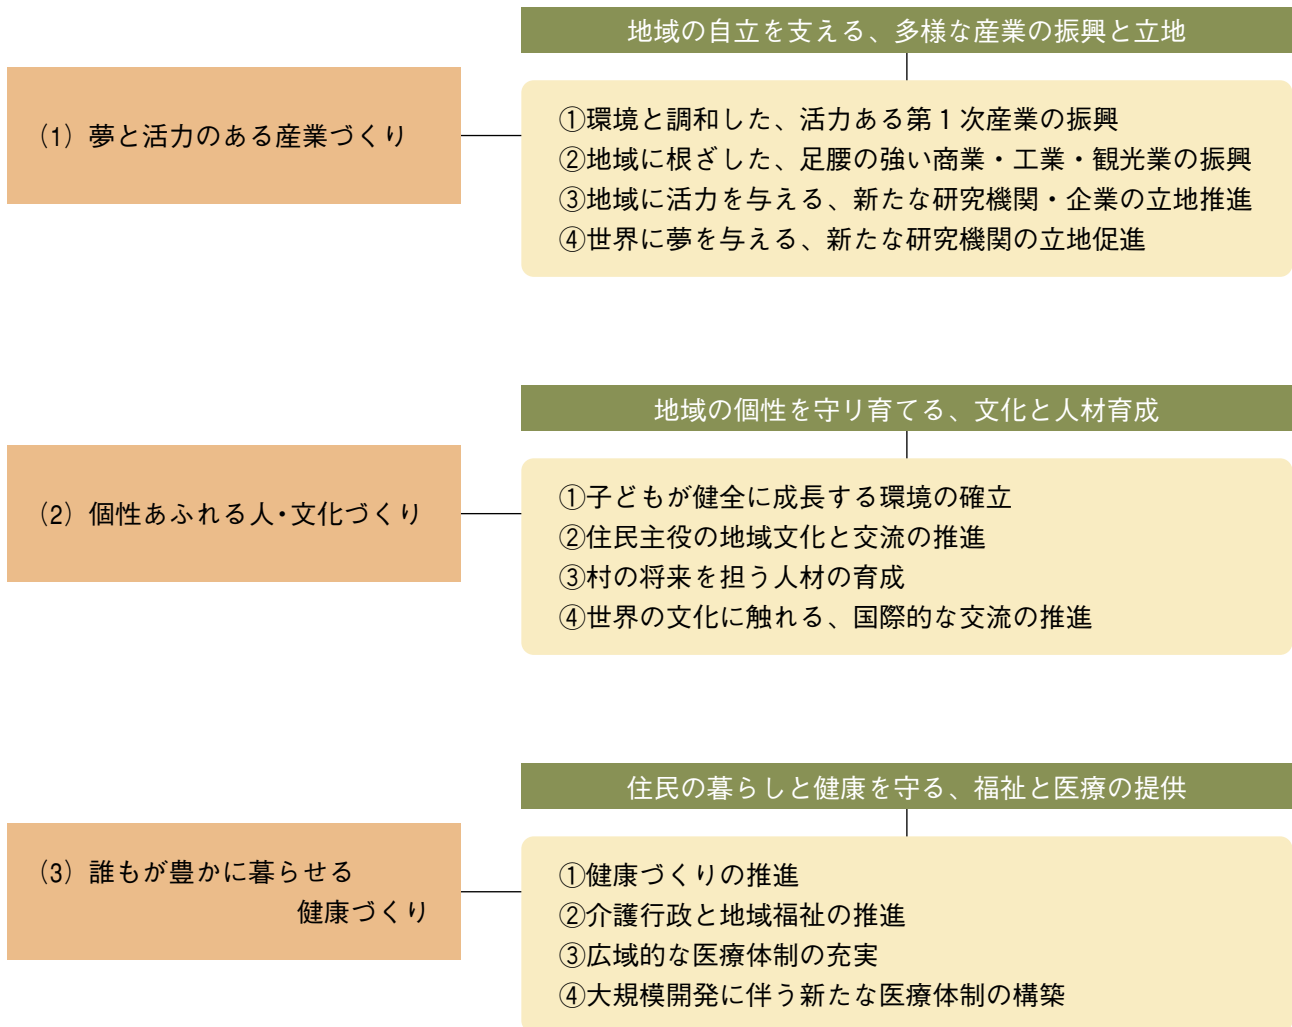 地域の自立を支える、多様な産業の振興と立地
(1) 夢と活力のある産業づくり
①環境と調和した、活力ある第1次産業の振興
②地域に根ざした、足腰の強い商業・工業・観光業の振興
③地域に活力を与える、新たな研究機関・企業の立地推進
④世界に夢を与える、新たな研究機関の立地促進
地域の個性を守り育てる、文化と人材育成
(2) 個性あふれる人・文化づくり
①子どもが健全に成長する環境の確立
②住民主役の地域文化と交流の推進
③村の将来を担う人材の育成
④世界の文化に触れる、国際的な交流の推進
住民の暮らしと健康を守る、福祉と医療の提供
(3) 誰もが豊かに暮らせる
健康づくり
①健康づくりの推進
②介護行政と地域福祉の推進
③広域的な医療体制の充実
④大規模開発に伴う新たな医療体制の構築